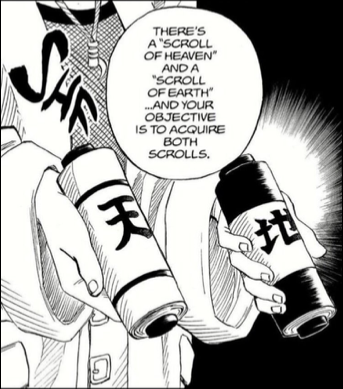 THERE'S
A "SCROLL
OF HEAVEN"
AND A
"SCROLL
OF EARTH"
...AND YOUR
OBJECTIVE
IS TO ACQUIRE
BOTH
SCROLLS.
SHF
天
地